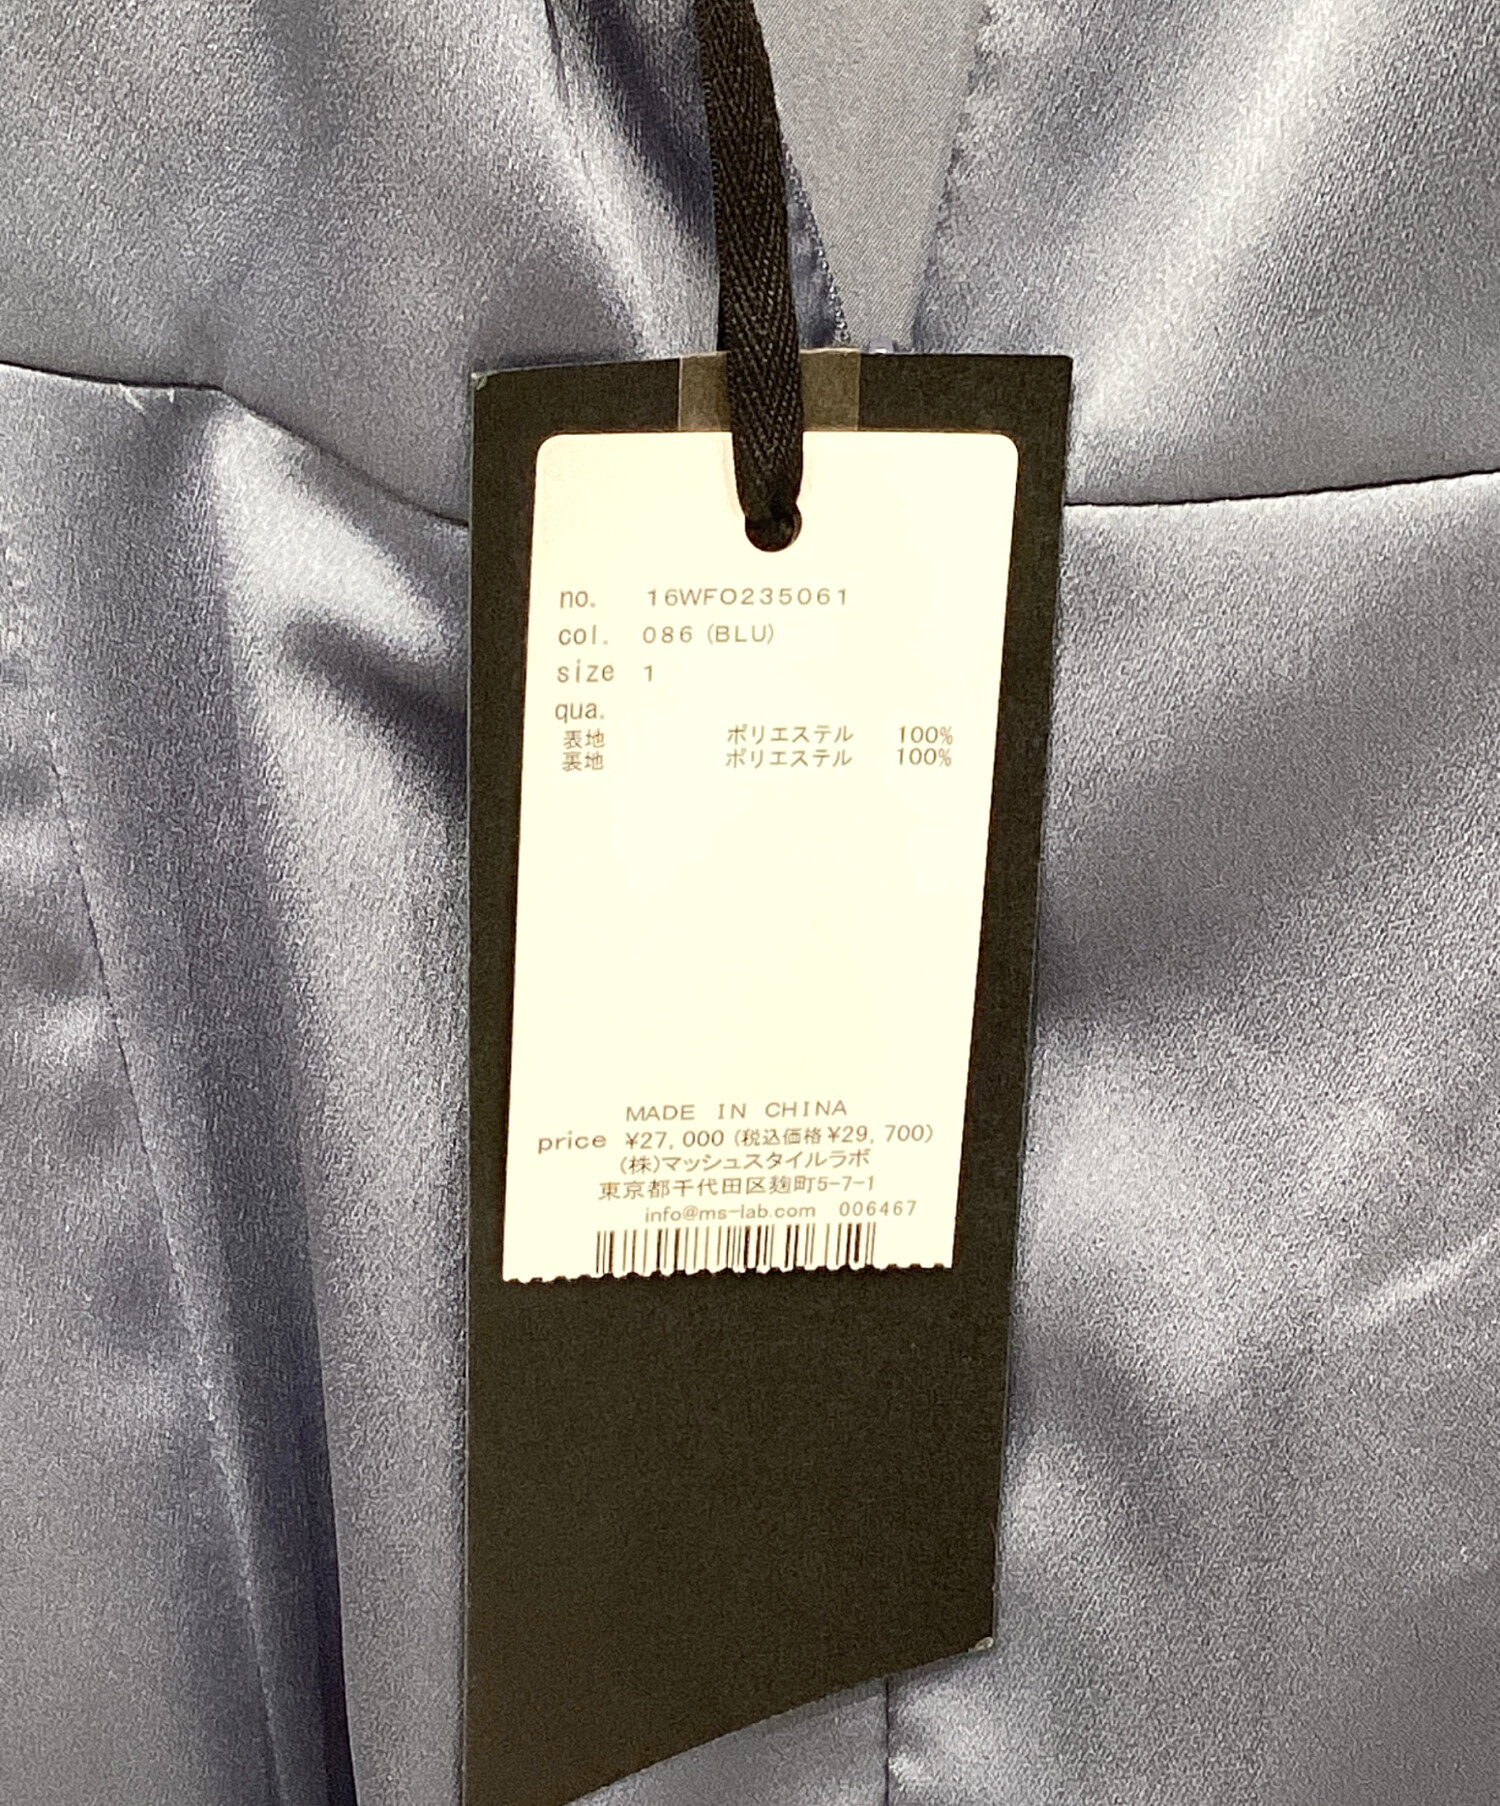 no. 16WFO235061
col. 086 (BLU)
size 1
qua.
表地 ポリエステル 100%
裏地 ポリエステル 100%
MADE IN CHINA
price ¥27,000 (税込価格¥29,700)
(株)マッシュスタイルラボ
東京都千代田区麹町5-7-1
info@ms-lab.com 006467